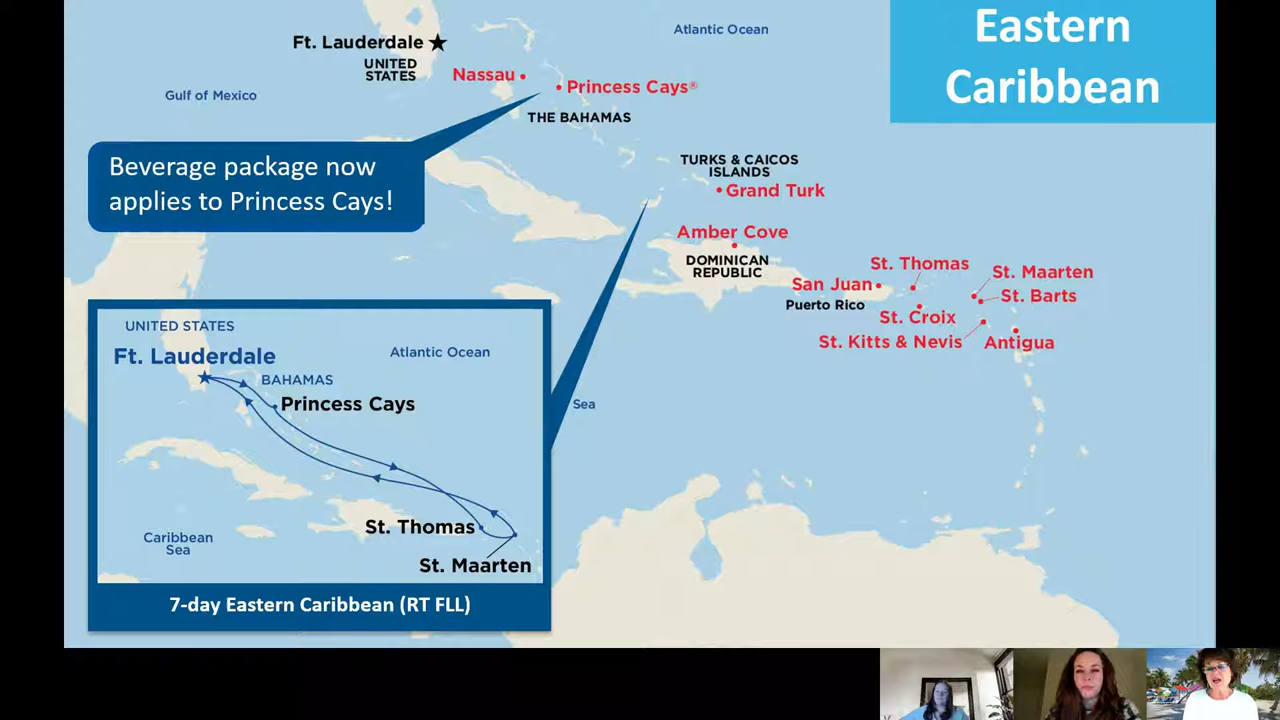 Eastern
Caribbean
Atlantic Ocean
Ft. Lauderdale
UNITED
STATES
Nassau
Princess Cays®
Gulf of Mexico
THE BAHAMAS
Beverage package now
applies to Princess Cays!
TURKS & CAICOS
ISLANDS
Grand Turk
Amber Cove
DOMINICAN
REPUBLIC
San Juan
Puerto Rico
St. Thomas
St. Maarten
St. Barts
St. Croix
St. Kitts & Nevis
Antigua
Sea
UNITED STATES
Ft. Lauderdale
Atlantic Ocean
BAHAMAS
Princess Cays
St. Thomas
Caribbean
Sea
St. Maarten
7-day Eastern Caribbean (RT FLL)